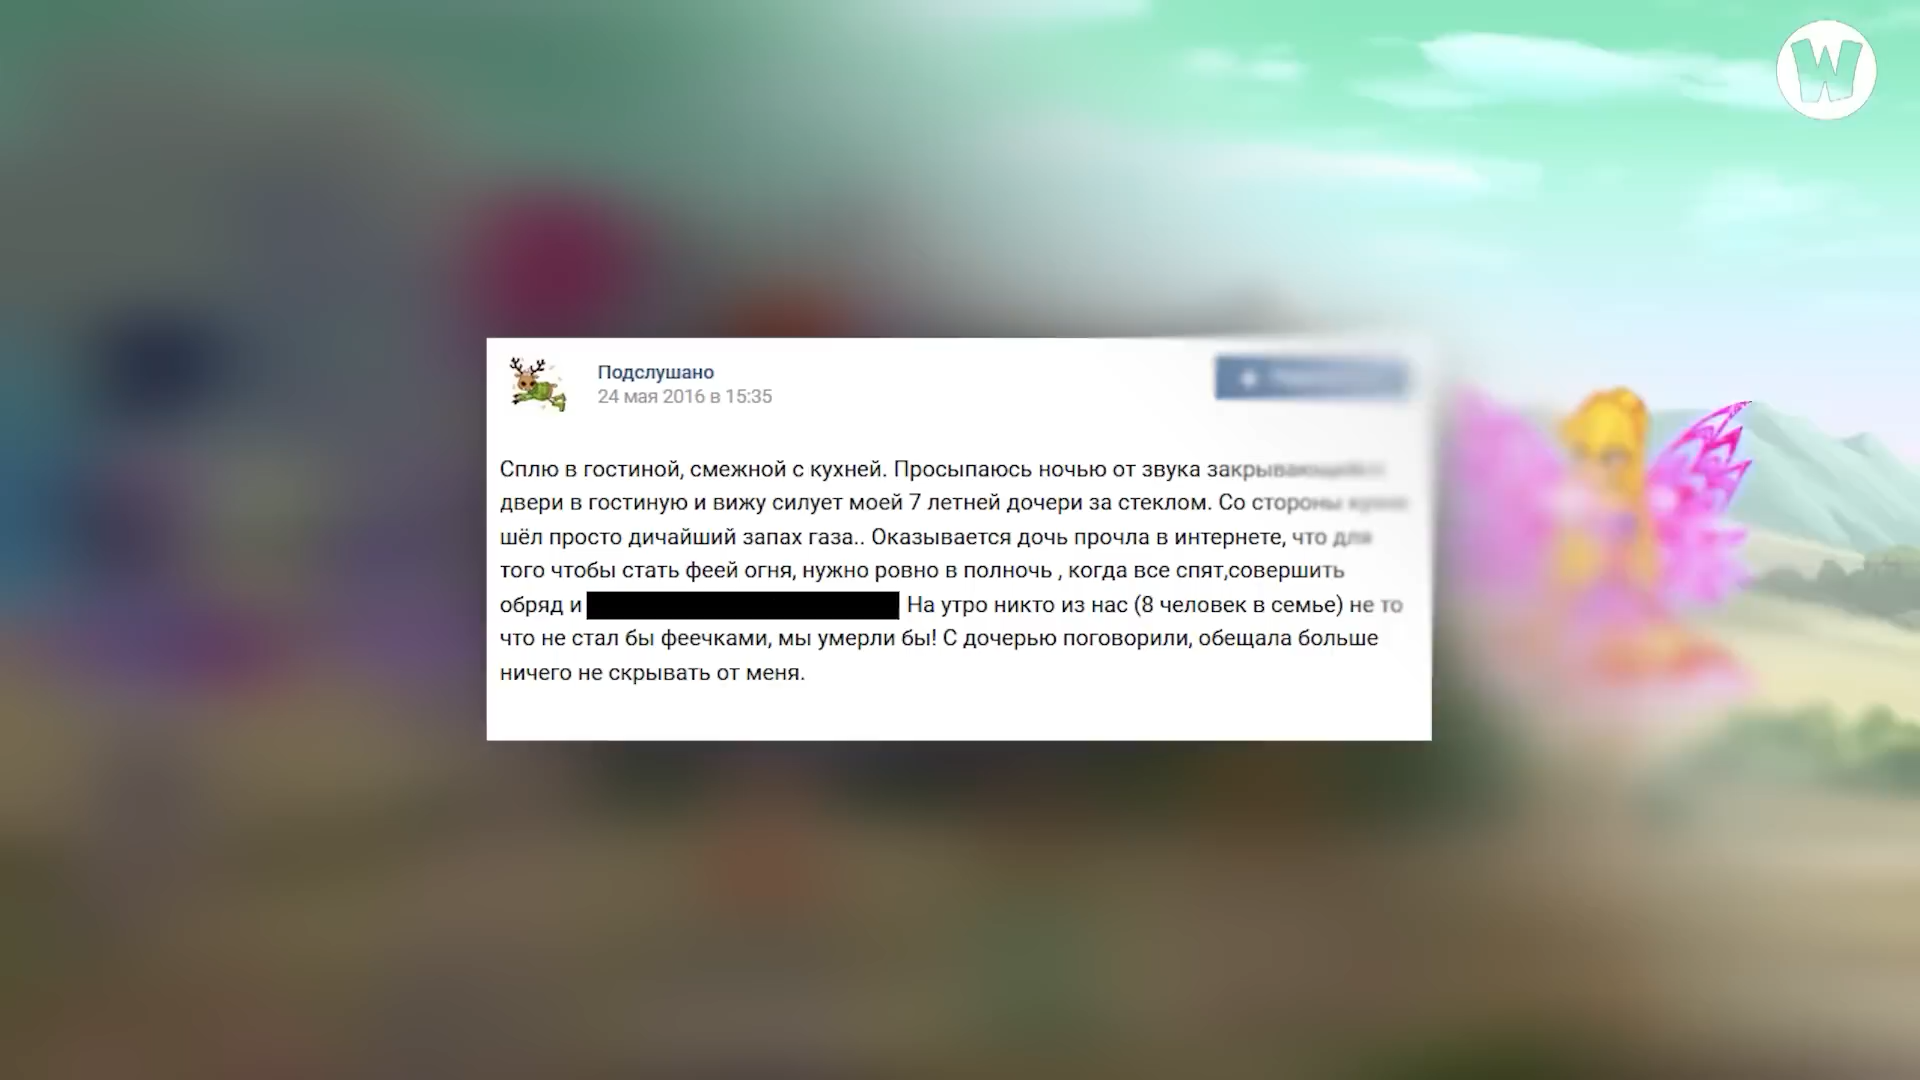 W
Подслушано
24 мая 2016 в 15:35
Сплю в гостиной, смежной с кухней. Просыпаюсь ночью от звука
двери в гостиную и вижу силует моей 7 летней дочери за стеклом. Со стороны
шёл просто дичайший запах газа.. Оказывается дочь прочла в интернете, что для
того чтобы стать феей огня, нужно ровно в полночь , когда все спят,совершить
обряд и На утро никто из нас (8 человек в семье) не то
что не стал бы феечками, мы умерли бы! С дочерью поговорили, обещала больше
ничего не скрывать от меня.